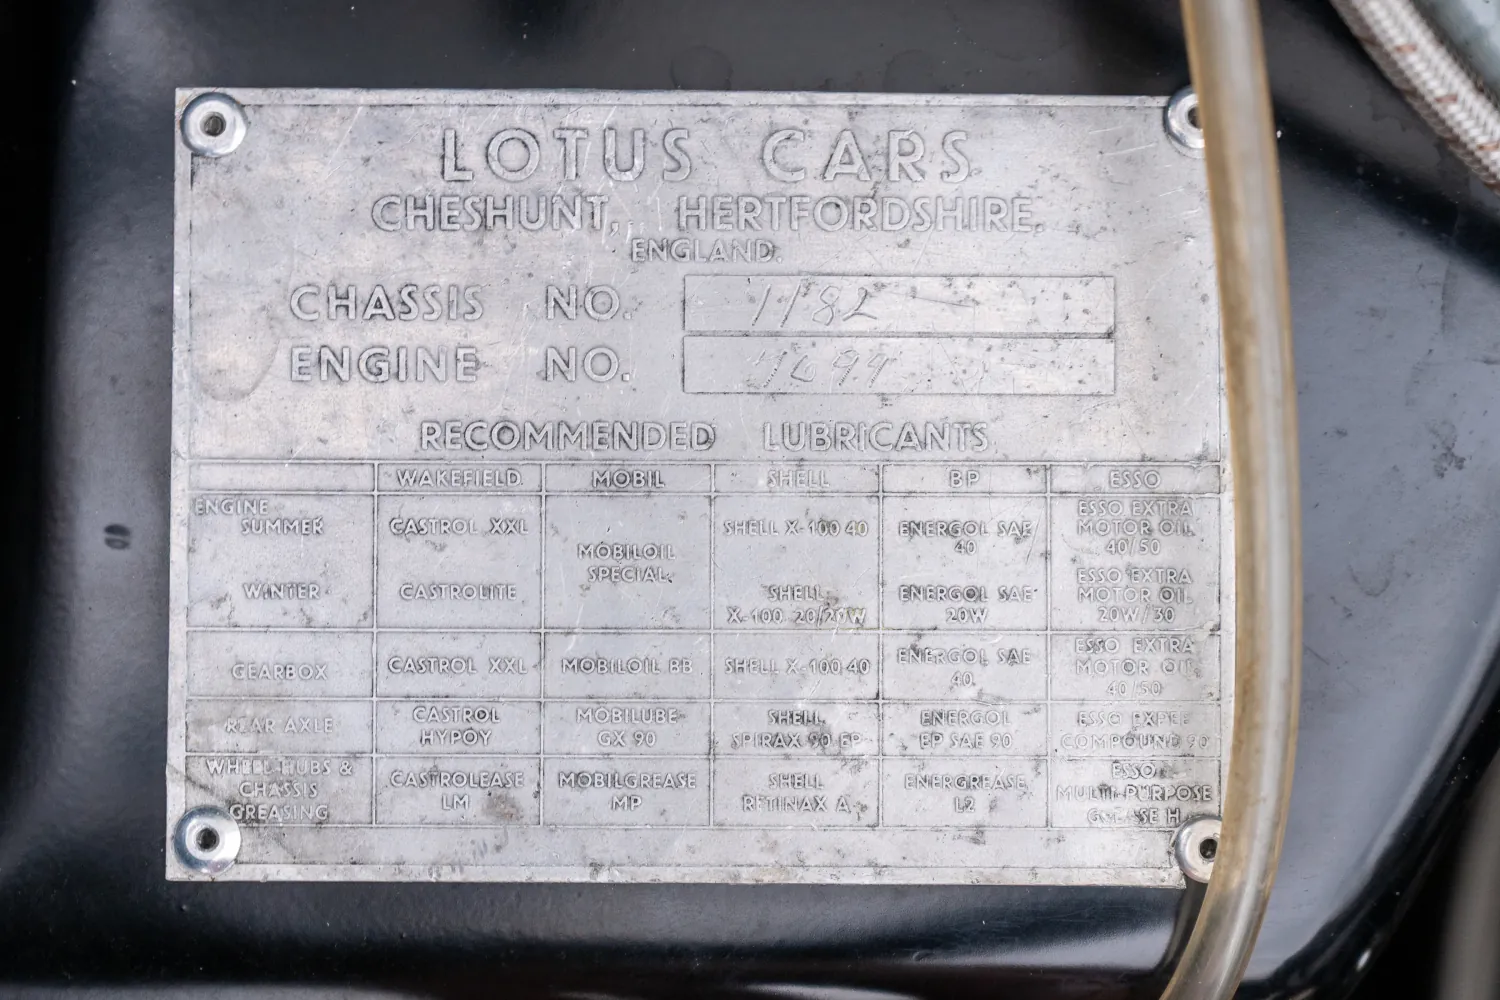 LOTUS CARS
CHESHUNT, HERTFORDSHIRE,
ENGLAND.
CHASSIS NO. 1182
ENGINE NO.
RECOMMENDED LUBRICANTS
WAKEFIELD MOBIL SHELL BP ESSO
ENGINE
SUMMER
CASTROL XXL
MOBILOIL
SPECIAL
SHELL X-100 40
ENERGOL SAE
40
ESSO EXTRA
MOTOR OIL
40/50
WINTER
CASTROLITE
SHELL
X-100 20/20W
ENERGOL SAE
20W
ESSO EXTRA
MOTOR OIL
20W/30
GEARBOX
CASTROL XXL
MOBILOIL BB
SHELL X-100 40
ENERGOL SAE
40
ESSO EXTRA
MOTOR OIL
40/50
REAR AXLE
CASTROL
HYPOY
MOBILUBE
GX 90
SHELL
SPIRAX 90 EP
ENERGOL
EP SAE 90
ESSO EXPEE
COMPOUND 90
WHEEL HUBS &
CHASSIS
GREASING
CASTROLEASE
LM
MOBILGREASE
MP
SHELL
RETINAX A
ENERGREASE
L2
ESSO
MULTI-PURPOSE
GREASE H